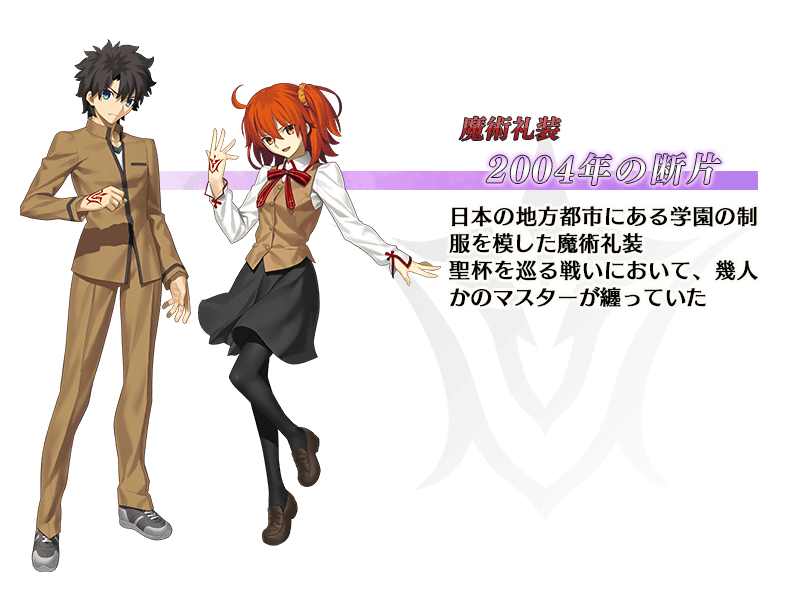 魔術礼装
2004年の断片
日本の地方都市にある学園の制
服を模した魔術礼装
聖杯を巡る戦いにおいて、幾人
かのマスターが纏っていた